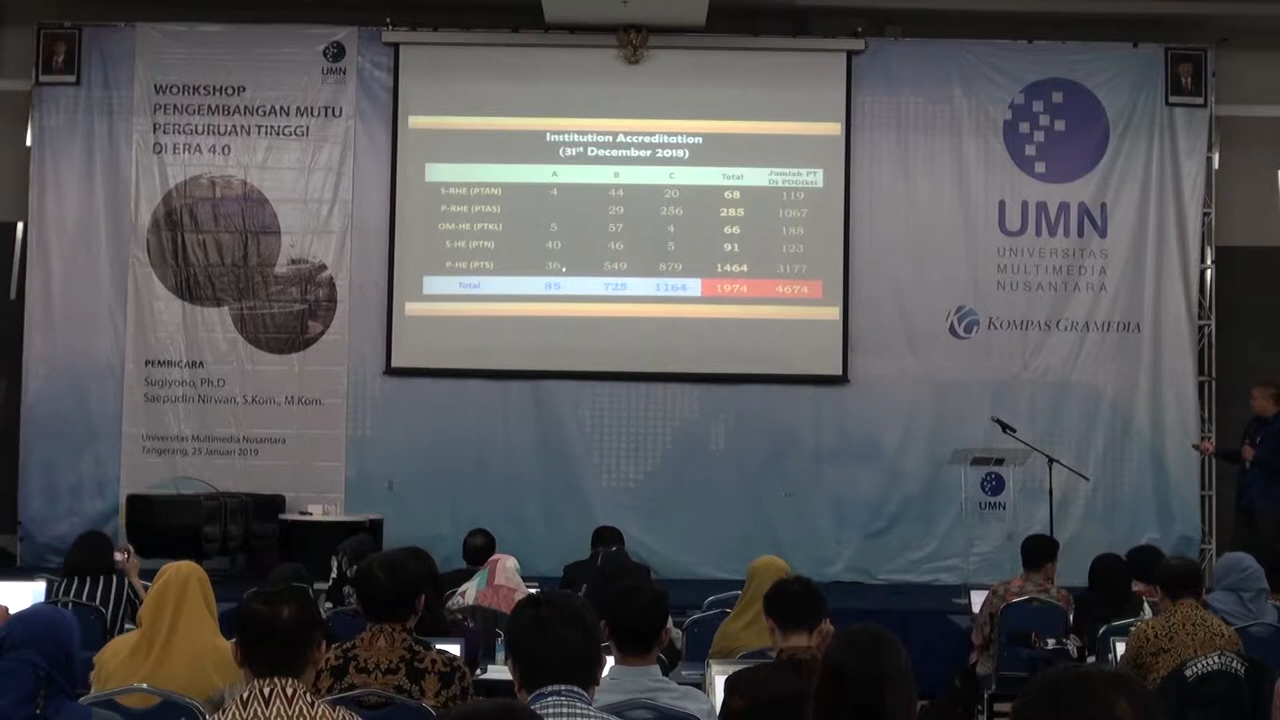 UMN
WORKSHOP
PENGEMBANGAN MUTU
PERGURUAN TINGGI
DI ERA 4.0
PEMBICARA
Sugiyono, Ph.D
Saepudin Nirwan, S.Kom., M.Kom.
Universitas Multimedia Nusantara
Tangerang, 25 Januari 2019
Institution Accreditation
(31st December 2018)
A B C Total Jumlah PT
Di PDDikti
S-RHE (PTAN) 4 44 20 68 119
P-RHE (PTAS) 29 256 285 1067
OM-HE (PTKL) 5 57 4 66 188
S-HE (PTN) 40 46 5 91 123
P-HE (PTS) 36 549 879 1464 3177
Total 85 725 1164 1974 4674
UMN
UNIVERSITAS
MULTIMEDIA
NUSANTARA
KG KOMPAS GRAMEDIA
UMN